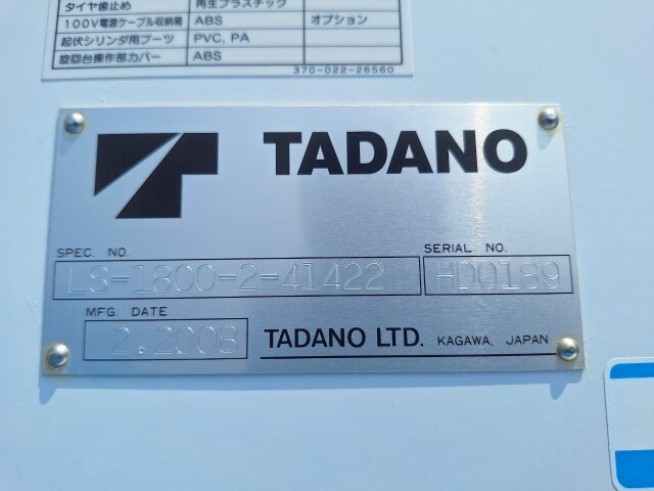 タイヤ歯止め 再生プラスチック
100V電源ケーブル収納箱 ABS オプション
起伏シリンダ用ブーツ PVC, PA
旋回台操作部カバー ABS
370-022-26560
TADANO
SPEC. NO. SERIAL NO.
LS-1800-2-41422 HD0189
MFG. DATE
2.2008 TADANO LTD. KAGAWA, JAPAN